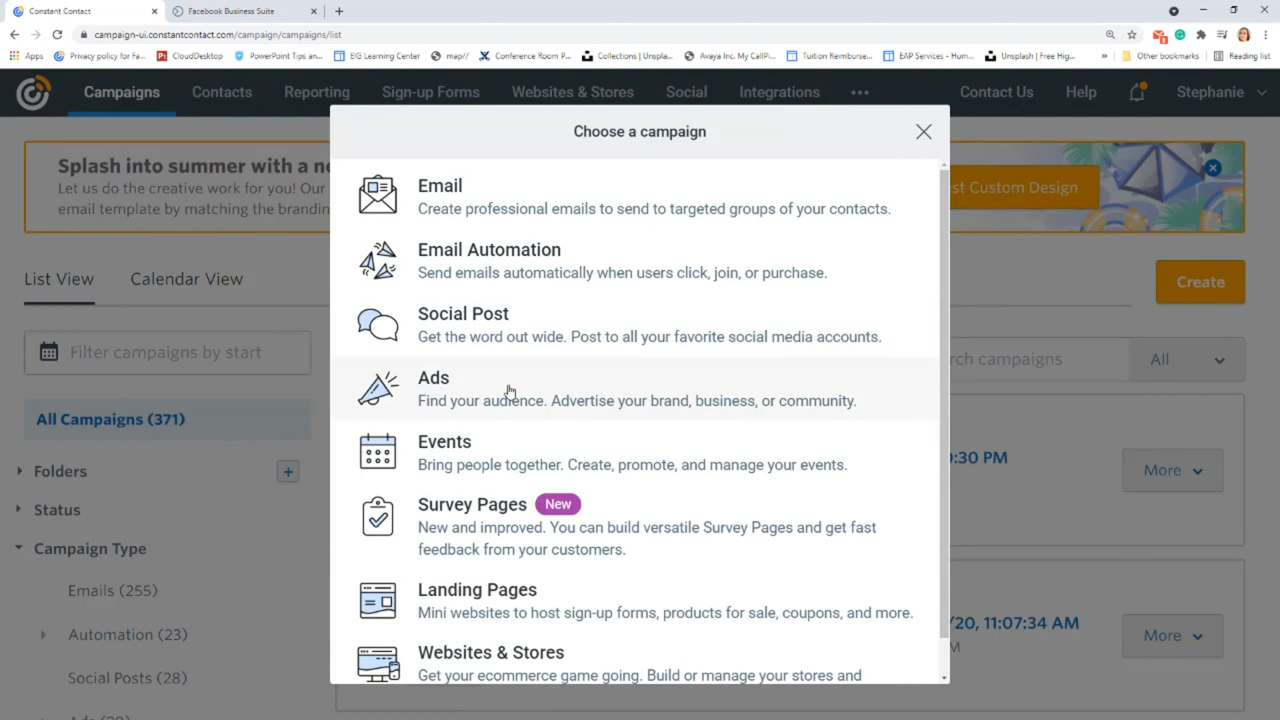 Constant Contact
Facebook Business Suite
campaign-ui.constantcontact.com/campaign/campaigns/list
Apps
Privacy policy for Fa...
CloudDesktop
PowerPoint Tips an...
EIG Learning Center
map//
Conference Room P...
Collections | Unspla...
Avaya Inc. My CallPi...
Tuition Reimburse...
EAP Services - Hum...
Unsplash | Free Hig...
Other bookmarks
Reading list
Campaigns
Contacts
Reporting
Sign-up Forms
Websites & Stores
Social
Integrations
Contact Us
Help
Stephanie
Choose a campaign
Splash into summer with a ne
Let us do the creative work for you! Our
email template by matching the brandin
st Custom Design
Email
Create professional emails to send to targeted groups of your contacts.
Email Automation
Send emails automatically when users click, join, or purchase.
Social Post
Get the word out wide. Post to all your favorite social media accounts.
Ads
Find your audience. Advertise your brand, business, or community.
Events
Bring people together. Create, promote, and manage your events.
Survey Pages New
New and improved. You can build versatile Survey Pages and get fast
feedback from your customers.
Landing Pages
Mini websites to host sign-up forms, products for sale, coupons, and more.
Websites & Stores
Get your ecommerce game going. Build or manage your stores and
List View
Calendar View
Create
Filter campaigns by start
rch campaigns
All
All Campaigns (371)
Folders
Status
Campaign Type
Emails (255)
Automation (23)
Social Posts (28)
:30 PM
More
/20, 11:07:34 AM
M
More